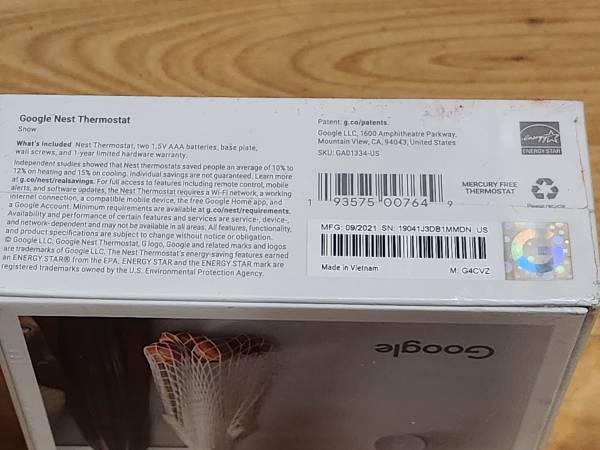 Google Nest Thermostat
Snow
What's included Nest Thermostat, two 1.5V AAA batteries, base plate,
wall screws, and 1-year limited hardware warranty.
Independent studies showed that Nest thermostats saved people an average of 10% to
12% on heating and 15% on cooling. Individual savings are not guaranteed. Learn more
at g.co/nest/realsavings. For full access to features including remote control, mobile
alerts, and software updates, the Nest Thermostat requires a Wi-Fi network, a working
internet connection, a compatible mobile device, the free Google Home app, and
a Google Account. Minimum requirements are available at g.co/nest/requirements.
Availability and performance of certain features and services are service-, device-,
and network- dependent and may not be available in all areas. All features, functionality,
and product specifications are subject to change without notice or obligation.
© Google LLC. Google Nest Thermostat, G logo, Google and related marks and logos
are trademarks of Google LLC. The Nest Thermostat's energy-saving features earned
an ENERGY STAR® from the EPA. ENERGY STAR and the ENERGY STAR mark are
registered trademarks owned by the U.S. Environmental Protection Agency.
Patent: g.co/patents.
Google LLC, 1600 Amphitheatre Parkway,
Mountain View, CA, 94043, United States
SKU: GA01334-US
1 93575 00764 9
MFG: 09/2021 SN: 19041J3DB1MMDN US
Made in Vietnam M: G4CVZ
ENERGY STAR
MERCURY FREE
THERMOSTAT
Please recycle
G
Google